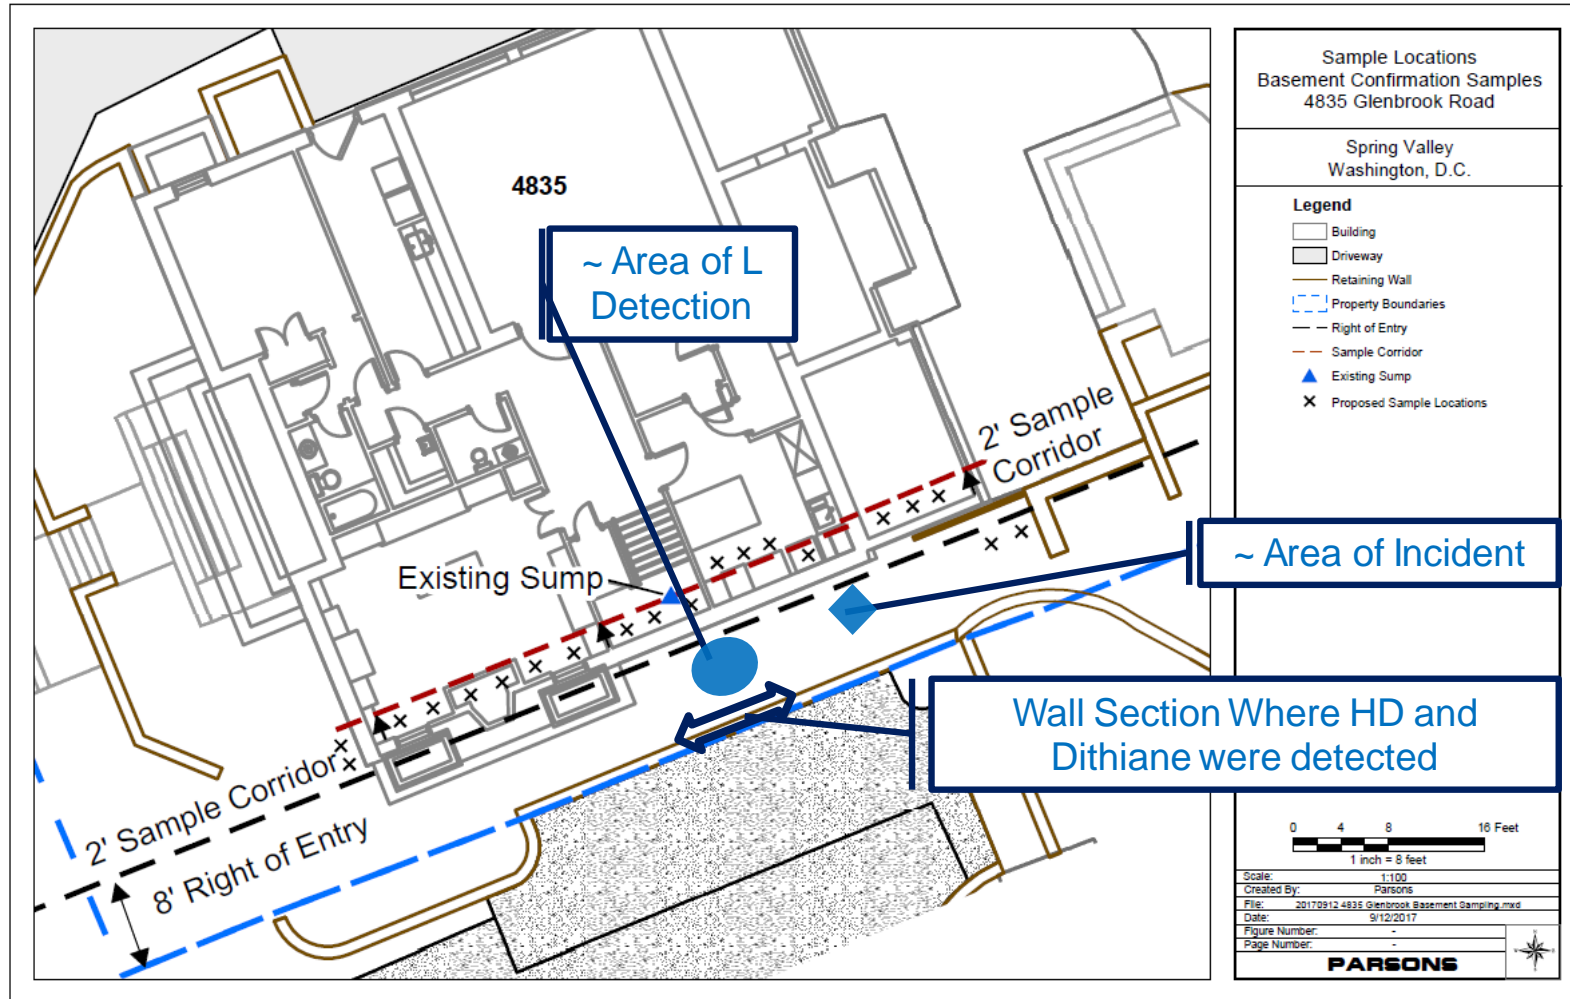 4835
~ Area of L
Detection
2' Sample
Corridor
~ Area of Incident
Existing Sump
Wall Section Where HD and
Dithiane were detected
2' Sample Corridor
8' Right of Entry
Sample Locations
Basement Confirmation Samples
4835 Glenbrook Road
Spring Valley
Washington, D.C.
Legend
Building
Driveway
Retaining Wall
Property Boundaries
Right of Entry
Sample Corridor
Existing Sump
Proposed Sample Locations
0 4 8 16 Feet
1 inch = 8 feet
Scale: 1:100
Created By: Parsons
File: 20170912 4835 Glenbrook Basement Sampling.mxd
Date: 9/12/2017
Figure Number: -
Page Number: -
PARSONS